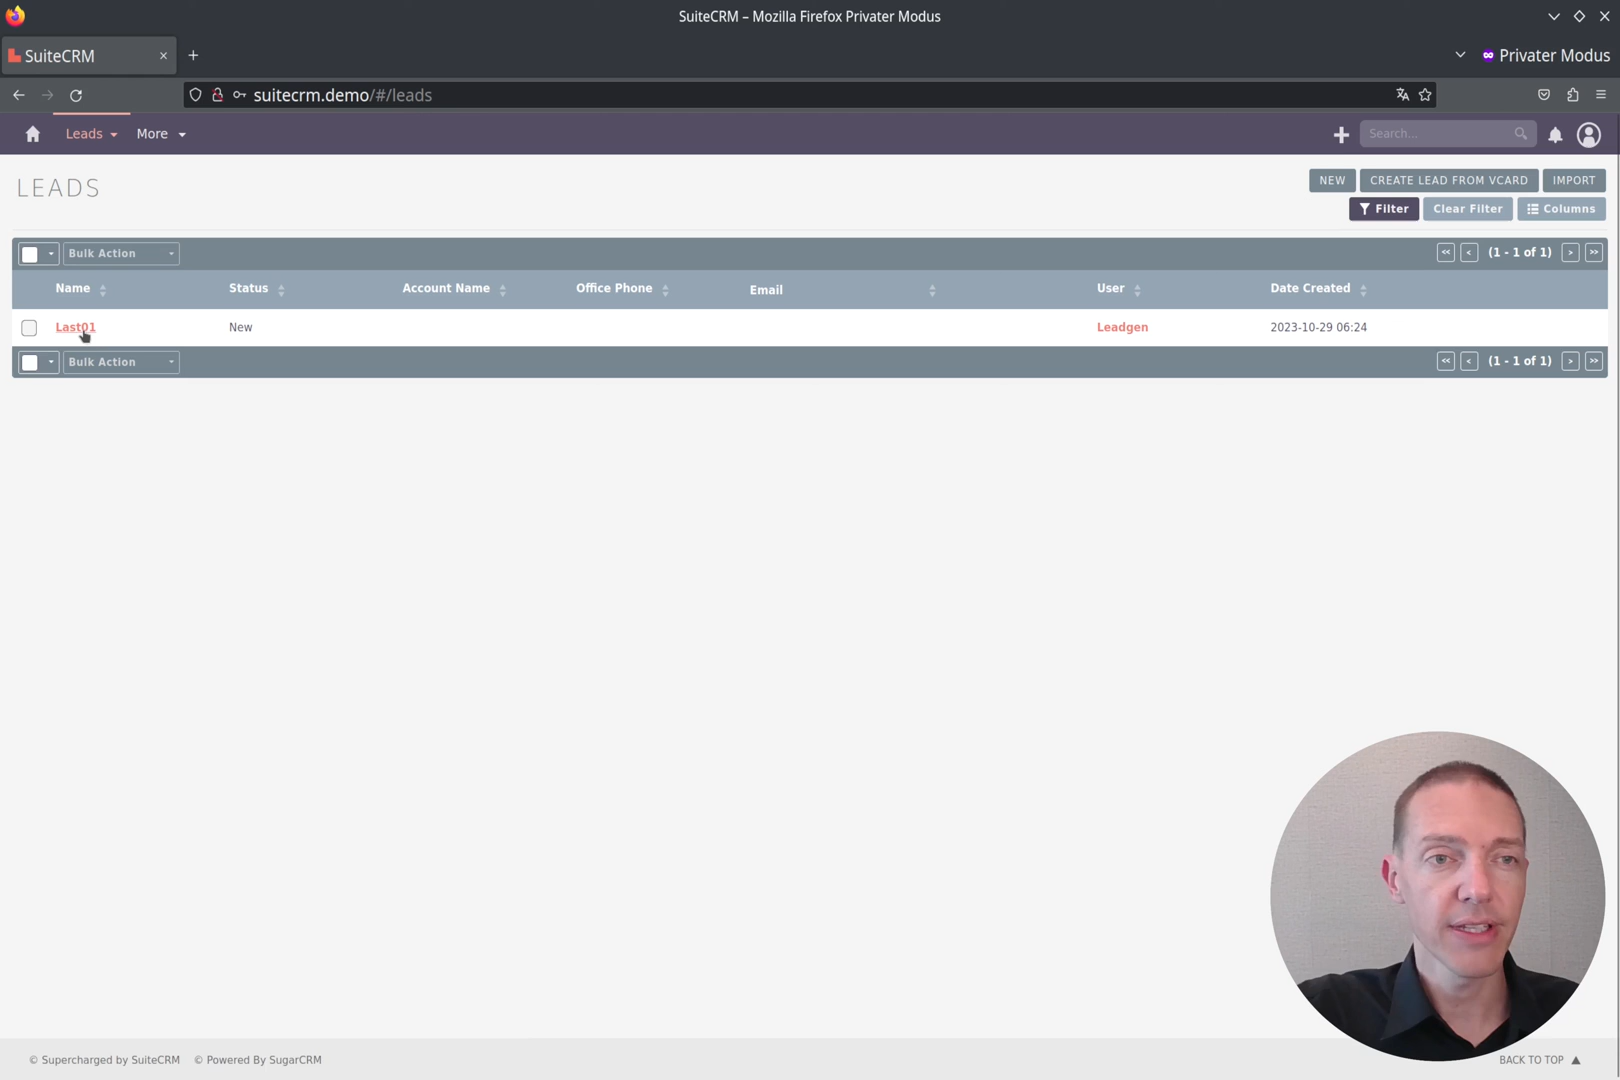 SuiteCRM – Mozilla Firefox Privater Modus
SuiteCRM
Privater Modus
suitecrm.demo/#/leads
Leads
More
Search...
LEADS
NEW
CREATE LEAD FROM VCARD
IMPORT
Filter
Clear Filter
Columns
Bulk Action
(1 - 1 of 1)
Name
Status
Account Name
Office Phone
Email
User
Date Created
Last01
New
Leadgen
2023-10-29 06:24
Bulk Action
(1 - 1 of 1)
© Supercharged by SuiteCRM
© Powered By SugarCRM
BACK TO TOP